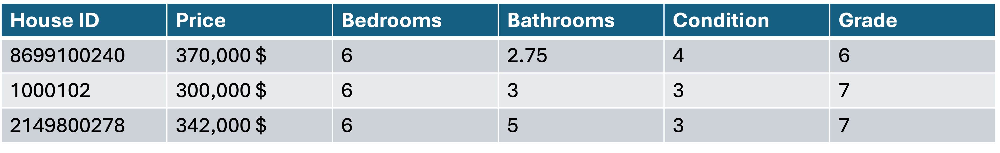 House ID Price Bedrooms Bathrooms Condition Grade
8699100240 370,000 $ 6 2.75 4 6
1000102 300,000 $ 6 3 3 7
2149800278 342,000 $ 6 5 3 7